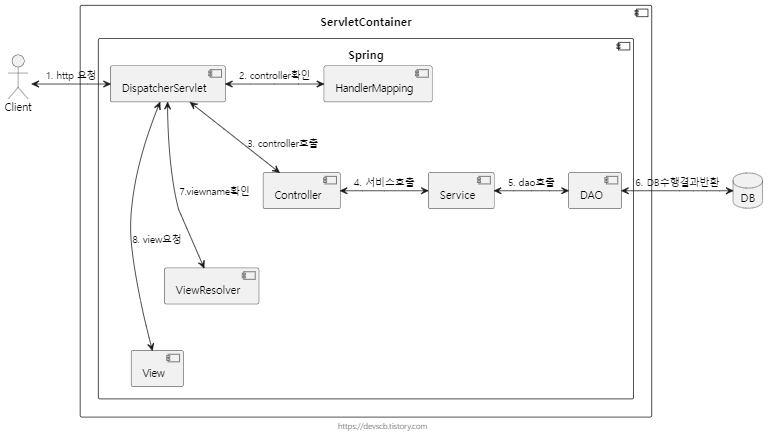 ServletContainer
Spring
Client
1. http 요청
DispatcherServlet
2. controller확인
HandlerMapping
3. controller호출
Controller
4. 서비스호출
Service
5. dao호출
DAO
6. DB수행결과반환
DB
7.viewname확인
8. view요청
ViewResolver
View
https://devscb.tistory.com